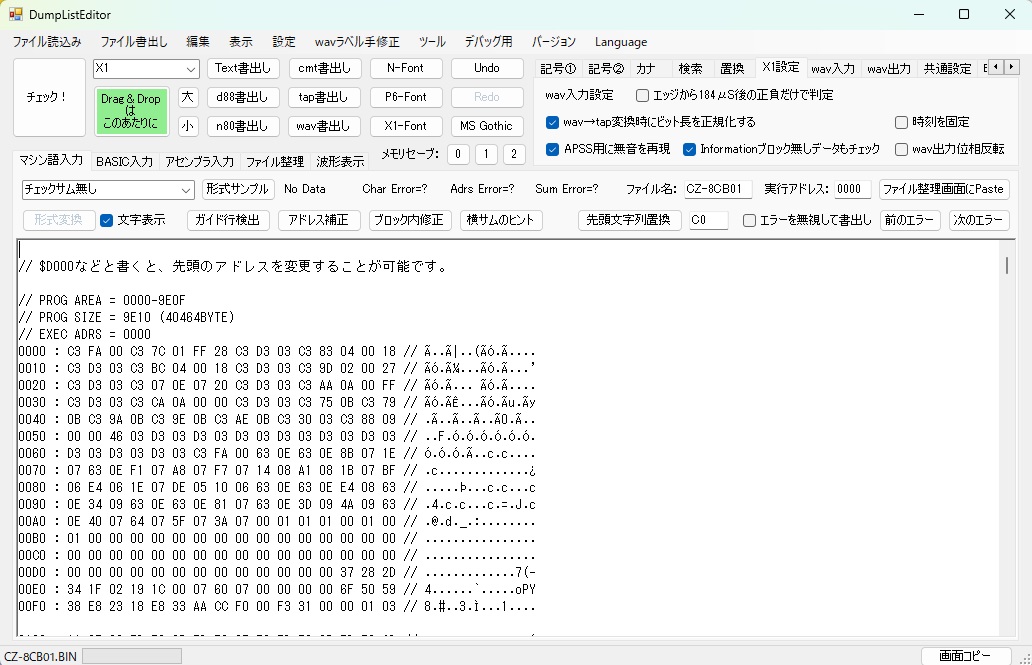 DumpListEditor
ファイル読込み ファイル書出し 編集 表示 設定 wavラベル手修正 ツール デバッグ用 バージョン Language
チェック！
X1
Drag & Drop
は
このあたりに
大
小
Text書出し cmt書出し N-Font Undo
d88書出し tap書出し P6-Font Redo
n80書出し wav書出し X1-Font MS Gothic
記号① 記号② カナ 検索 置換 X1設定 wav入力 wav出力 共通設定
wav入力設定 エッジから184μS後の正負だけで判定
wav→tap変換時にビット長を正規化する 時刻を固定
APSS用に無音を再現 Informationブロック無しデータもチェック wav出力位相反転
マシン語入力 BASIC入力 アセンブラ入力 ファイル整理 波形表示 メモリセーブ: 0 1 2
チェックサム無し 形式サンプル No Data Char Error=? Adrs Error=? Sum Error=? ファイル名: CZ-8CB01 実行アドレス: 0000 ファイル整理画面にPaste
形式変換 文字表示 ガイド行検出 アドレス補正 ブロック内修正 横サムのヒント 先頭文字列置換 C0 エラーを無視して書出し 前のエラー 次のエラー
// $D000などと書くと、先頭のアドレスを変更することが可能です。
// PROG AREA = 0000-9E0F
// PROG SIZE = 9E10 (40464BYTE)
// EXEC ADRS = 0000
0000 : C3 FA 00 C3 7C 01 FF 28 C3 D3 03 C3 83 04 00 18 // Ã..Ã|..(Ãó.Ã....
0010 : C3 D3 03 C3 BC 04 00 18 C3 D3 03 C3 9D 02 00 27 // Ãó.Ã¼...Ãó.Ã...'
0020 : C3 D3 03 C3 07 0E 07 20 C3 D3 03 C3 AA 0A 00 FF // Ãó.Ã... Ãó.Ã....
0030 : C3 D3 03 C3 CA 0A 00 00 C3 D3 03 C3 75 0B C3 79 // Ãó.ÃÊ...Ãó.Ãu.Ãy
0040 : 0B C3 9A 0B C3 9E 0B C3 AE 0B C3 30 03 C3 88 09 // .Ã..Ã..Ã..Ã0.Ã..
0050 : 00 00 46 03 D3 03 D3 03 D3 03 D3 03 D3 03 D3 03 // ..F.ó.ó.ó.ó.ó.ó.
0060 : D3 03 D3 03 D3 03 C3 FA 00 63 0E 63 0E 8B 07 1E // ó.ó.ó.Ã..c.c....
0070 : 07 63 0E F1 07 A8 07 F7 07 14 08 A1 08 1B 07 BF // .c.............¿
0080 : 06 E4 06 1E 07 DE 05 10 06 63 0E 63 0E E4 08 63 // .....Þ...c.c...c
0090 : 0E 34 09 63 0E 63 0E 81 07 63 0E 3D 09 4A 09 63 // .4.c.c...c.=.J.c
00A0 : 0E 40 07 64 07 5F 07 3A 07 00 01 01 01 00 01 00 // .@.d._.:........
00B0 : 01 00 00 00 00 00 00 00 00 00 00 00 00 00 00 00 // ................
00C0 : 00 00 00 00 00 00 00 00 00 00 00 00 00 00 00 00 // ................
00D0 : 00 00 00 00 00 00 00 00 00 00 00 00 00 37 28 2D // .............7(-
00E0 : 34 1F 02 19 1C 00 07 60 07 00 00 00 00 6F 50 59 // 4......`.....oPY
00F0 : 38 E8 23 18 E8 33 AA CC F0 00 F3 31 00 00 01 03 // 8.#..3.Ì...1....
CZ-8CB01.BIN 画面コピー